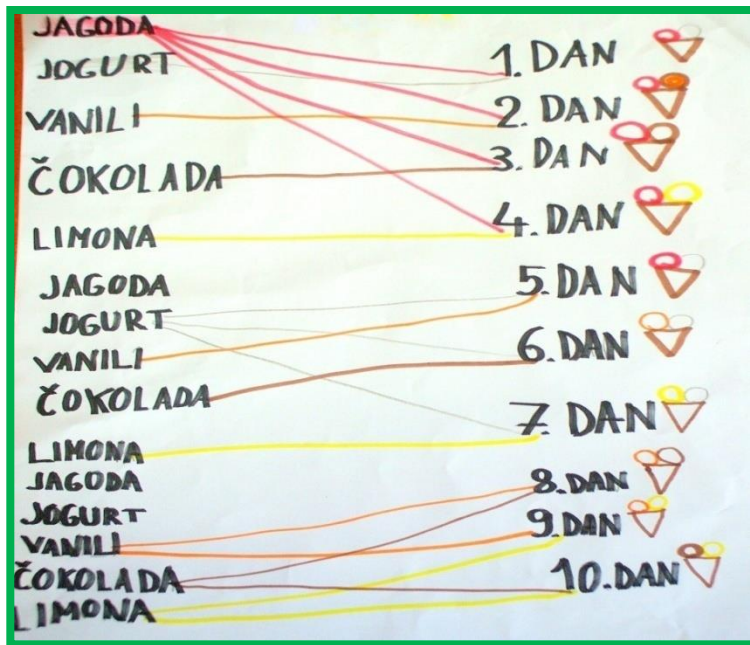 JAGODA
JOGURT
VANILI
ČOKOLADA
LIMONA
JAGODA
JOGURT
VANILI
ČOKOLADA
LIMONA
JAGODA
JOGURT
VANILI
ČOKOLADA
LIMONA
1. DAN
2. DAN
3. DAN
4. DAN
5. DAN
6. DAN
7. DAN
8. DAN
9. DAN
10. DAN